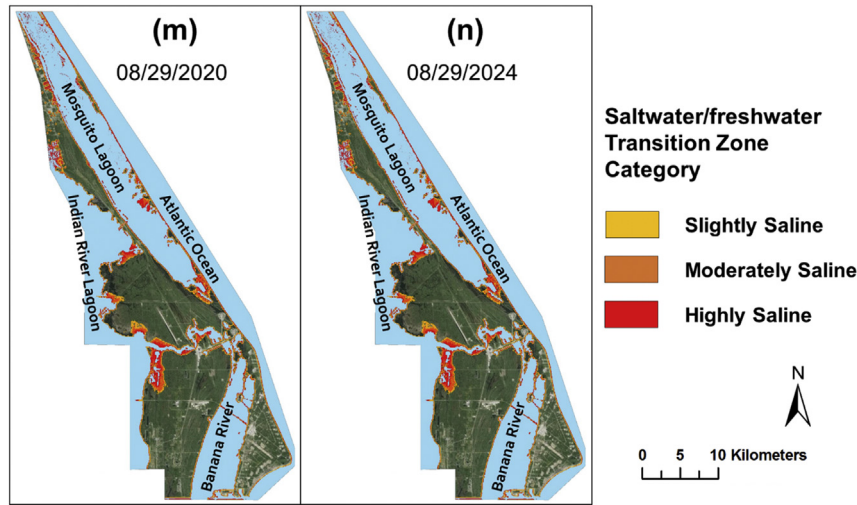 (m)
08/29/2020
Mosquito Lagoon
Atlantic Ocean
Indian River Lagoon
Banana River
(n)
08/29/2024
Mosquito Lagoon
Atlantic Ocean
Indian River Lagoon
Banana River
Saltwater/freshwater
Transition Zone
Category
Slightly Saline
Moderately Saline
Highly Saline
N
0 5 10 Kilometers